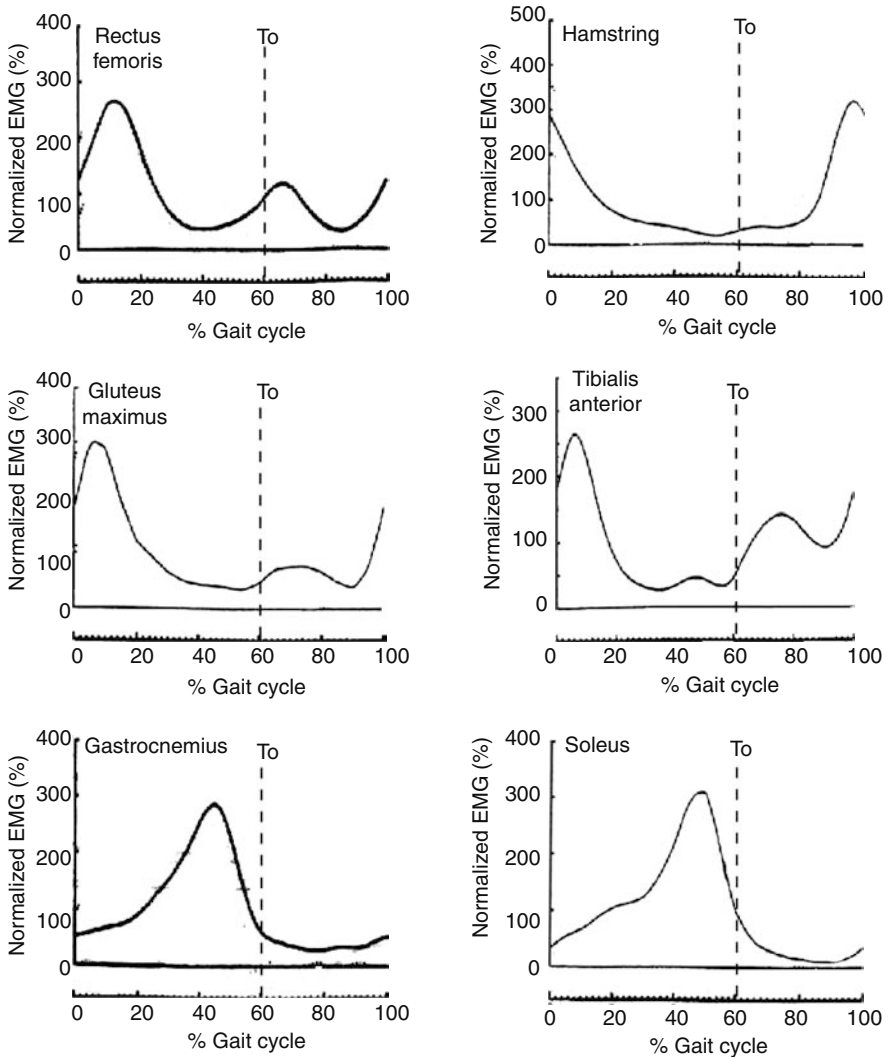 Normalized EMG (%)
400
300
200
100
0
Rectus
femoris
To
0 20 40 60 80 100
% Gait cycle
Normalized EMG (%)
500
400
300
200
100
0
Hamstring
To
0 20 40 60 80 100
% Gait cycle
Normalized EMG (%)
400
300
200
100
0
Gluteus
maximus
To
0 20 40 60 80 100
% Gait cycle
Normalized EMG (%)
300
200
100
0
Tibialis
anterior
To
0 20 40 60 80 100
% Gait cycle
Normalized EMG (%)
400
300
200
100
0
Gastrocnemius
To
0 20 40 60 80 100
% Gait cycle
Normalized EMG (%)
400
300
200
100
0
Soleus
To
0 20 40 60 80 100
% Gait cycle